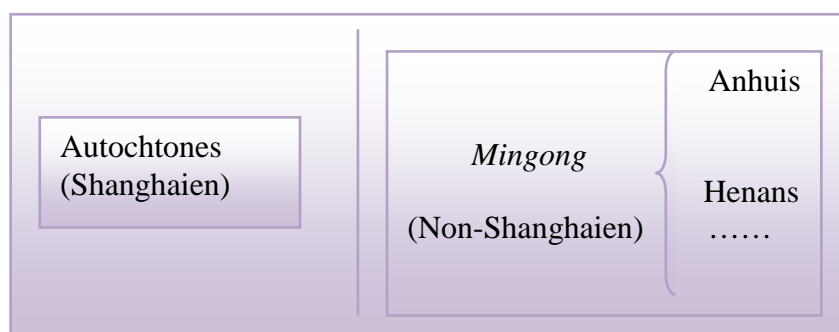 Autochtones
(Shanghaien)
Mingong
(Non-Shanghaien)
Anhuis
Henans
……